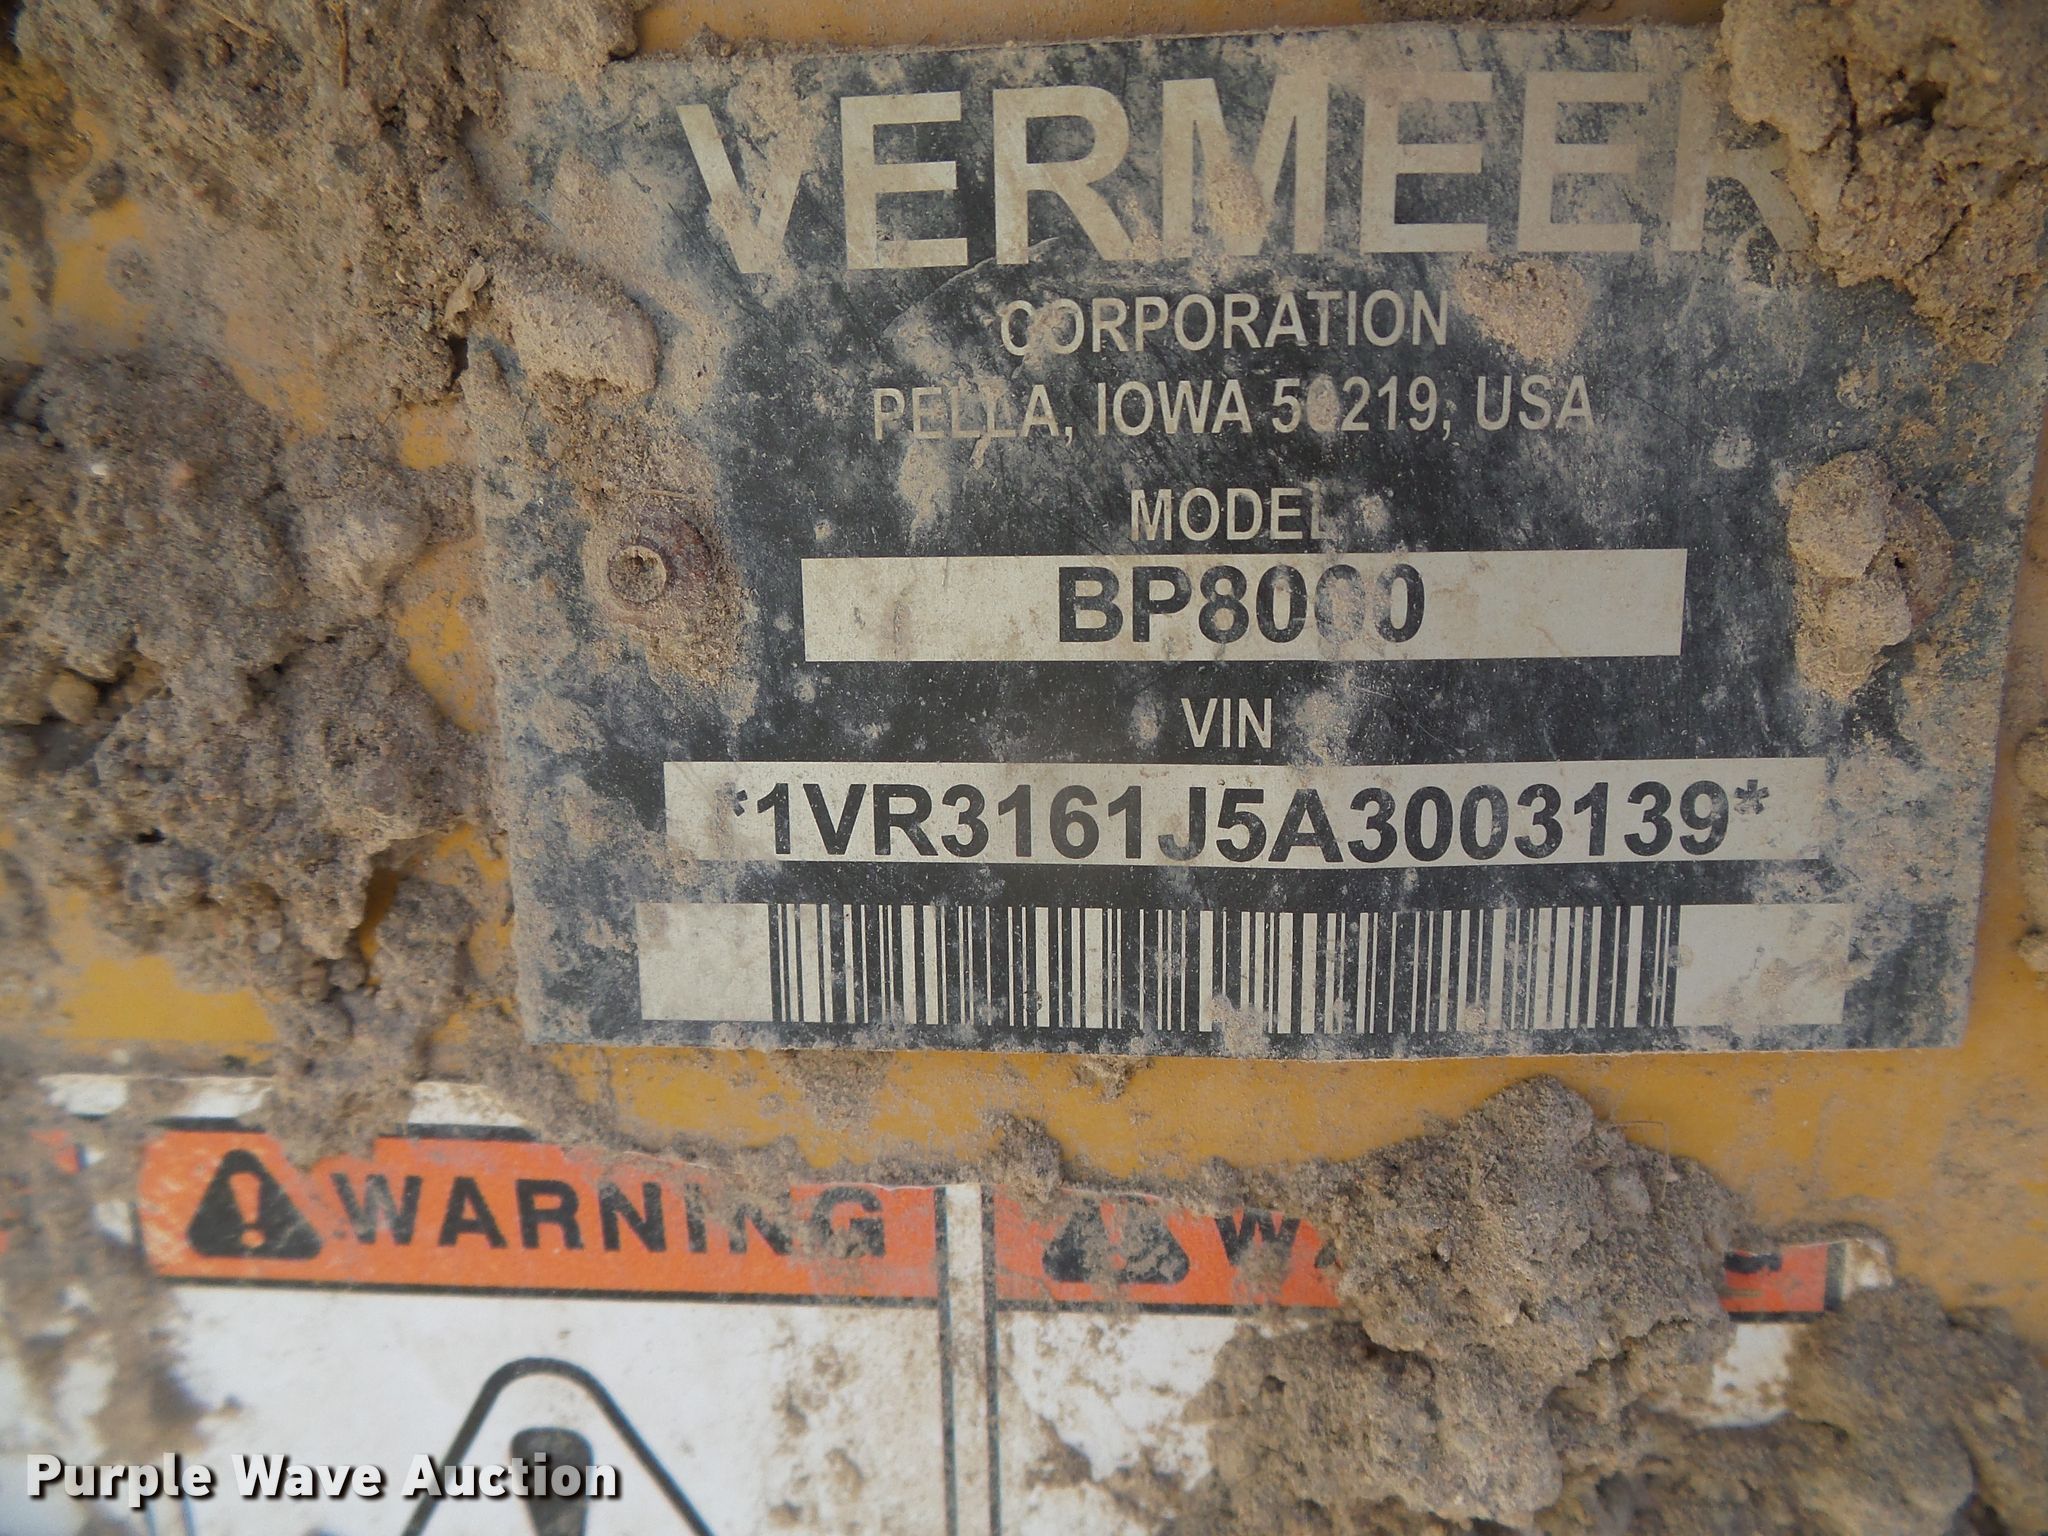 VERMEER
CORPORATION
PELLA, IOWA 50219, USA
MODEL
BP8000
VIN
*1VR3161J5A3003139*
WARNING
Purple Wave Auction